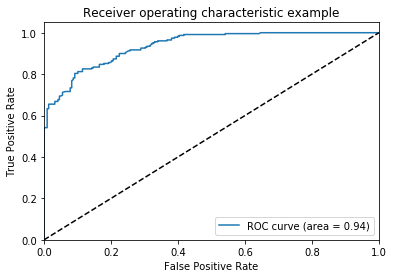 Receiver operating characteristic example
True Positive Rate
1.0
0.8
0.6
0.4
0.2
0.0
ROC curve (area = 0.94)
0.0 0.2 0.4 0.6 0.8 1.0
False Positive Rate